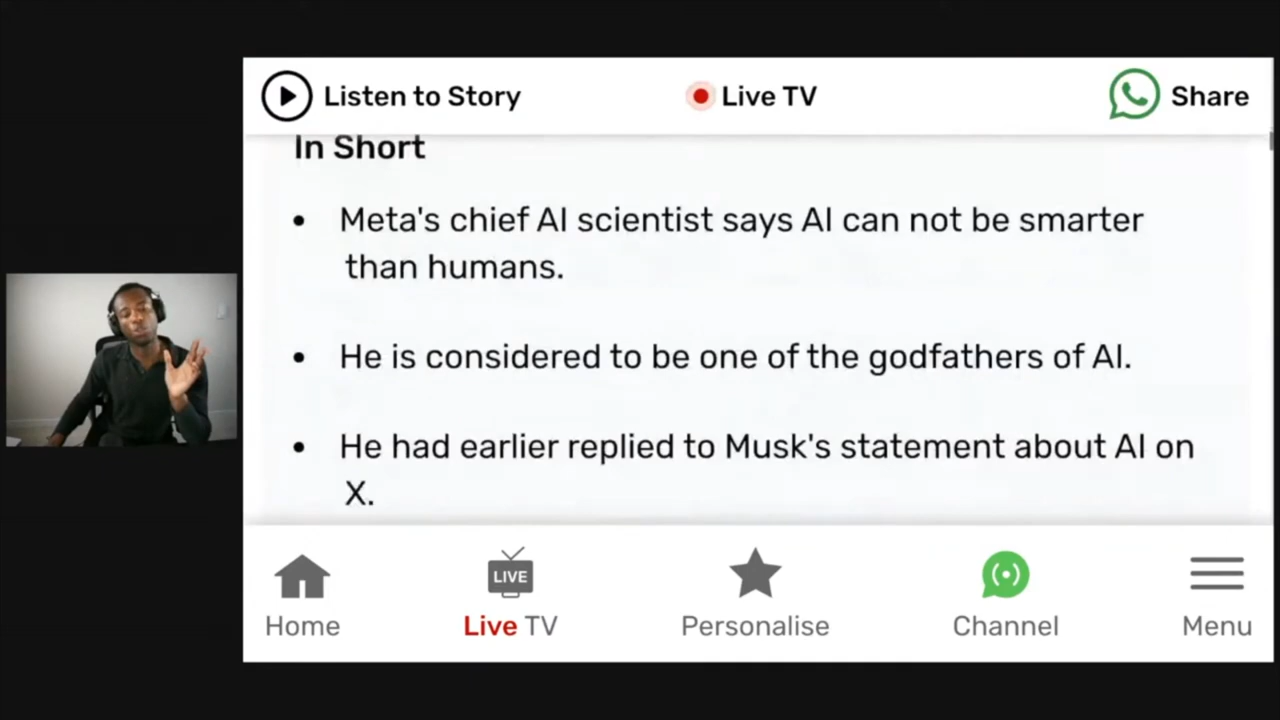 Listen to Story
Live TV
Share
In Short
• Meta's chief AI scientist says AI can not be smarter
than humans.
• He is considered to be one of the godfathers of AI.
• He had earlier replied to Musk's statement about AI on
X.
LIVE
Home
Live TV
Personalise
Channel
Menu